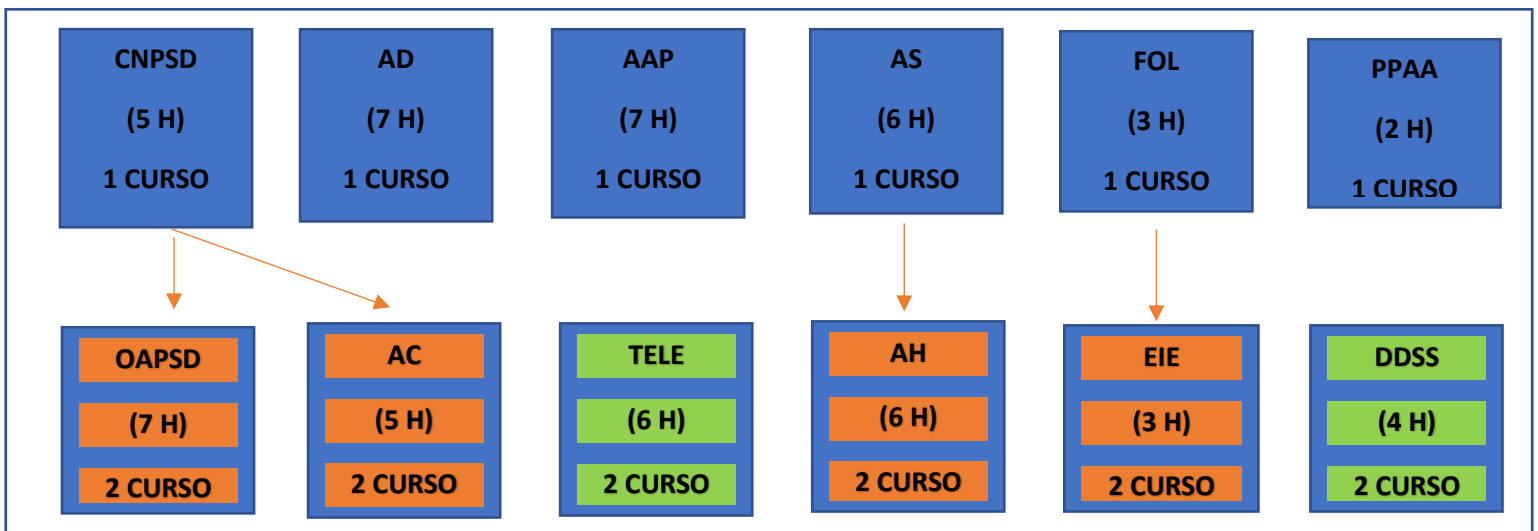 CNPSD
(5 H)
1 CURSO
AD
(7 H)
1 CURSO
AAP
(7 H)
1 CURSO
AS
(6 H)
1 CURSO
FOL
(3 H)
1 CURSO
PPAA
(2 H)
1 CURSO
OAPSD
(7 H)
2 CURSO
AC
(5 H)
2 CURSO
TELE
(6 H)
2 CURSO
AH
(6 H)
2 CURSO
EIE
(3 H)
2 CURSO
DDSS
(4 H)
2 CURSO